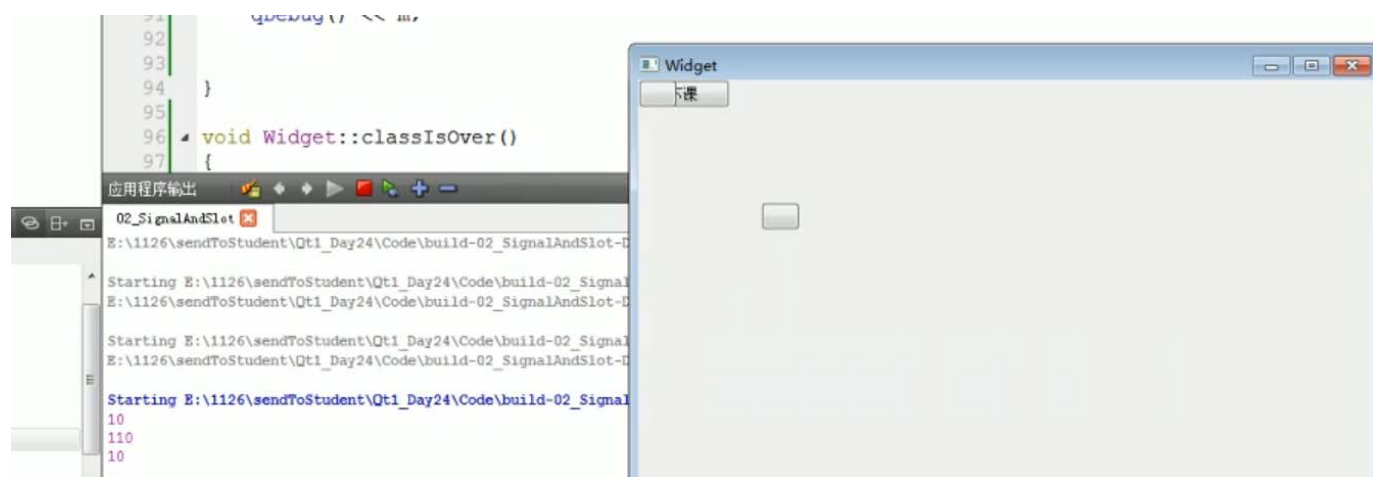 91
qDebug() << m;
92
93
94 }
95
96 void Widget::classIsOver()
97 {
应用程序输出
02_SignalAndSlot
E:\1126\sendToStudent\Qt1_Day24\Code\build-02_SignalAndSlot-D
Starting E:\1126\sendToStudent\Qt1_Day24\Code\build-02_Signal
E:\1126\sendToStudent\Qt1_Day24\Code\build-02_SignalAndSlot-D
Starting E:\1126\sendToStudent\Qt1_Day24\Code\build-02_Signal
E:\1126\sendToStudent\Qt1_Day24\Code\build-02_SignalAndSlot-D
Starting E:\1126\sendToStudent\Qt1_Day24\Code\build-02_Signal
10
110
10
Widget
课